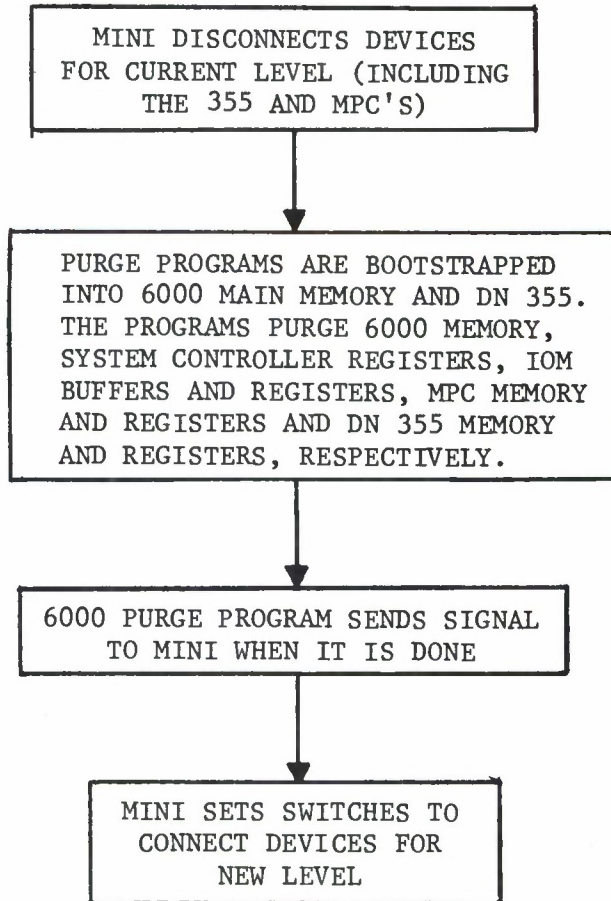 MINI DISCONNECTS DEVICES
FOR CURRENT LEVEL (INCLUDING
THE 355 AND MPC'S)
PURGE PROGRAMS ARE BOOTSTRAPPED
INTO 6000 MAIN MEMORY AND DN 355.
THE PROGRAMS PURGE 6000 MEMORY,
SYSTEM CONTROLLER REGISTERS, IOM
BUFFERS AND REGISTERS, MPC MEMORY
AND REGISTERS AND DN 355 MEMORY
AND REGISTERS, RESPECTIVELY.
6000 PURGE PROGRAM SENDS SIGNAL
TO MINI WHEN IT IS DONE
MINI SETS SWITCHES TO
CONNECT DEVICES FOR
NEW LEVEL